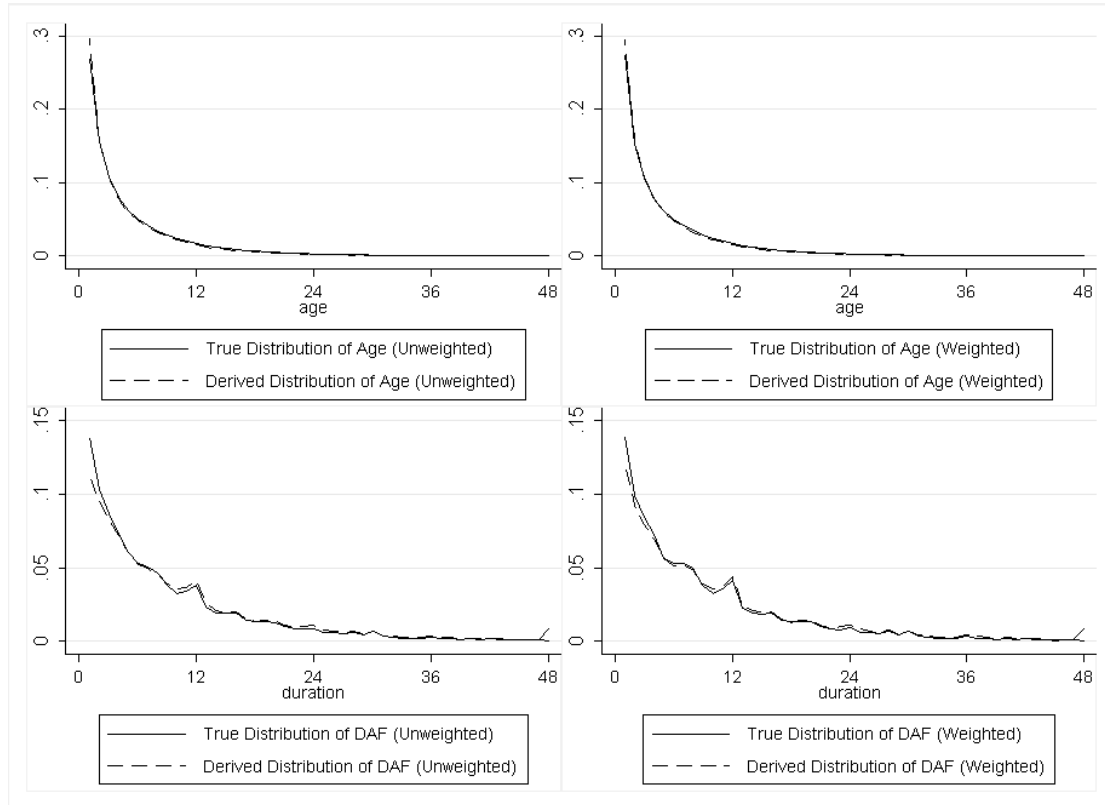 .3
.2
.1
0
0 12 24 36 48
age
True Distribution of Age (Unweighted)
Derived Distribution of Age (Unweighted)
.3
.2
.1
0
0 12 24 36 48
age
True Distribution of Age (Weighted)
Derived Distribution of Age (Weighted)
.15
.1
.05
0
0 12 24 36 48
duration
True Distribution of DAF (Unweighted)
Derived Distribution of DAF (Unweighted)
.15
.1
.05
0
0 12 24 36 48
duration
True Distribution of DAF (Weighted)
Derived Distribution of DAF (Weighted)